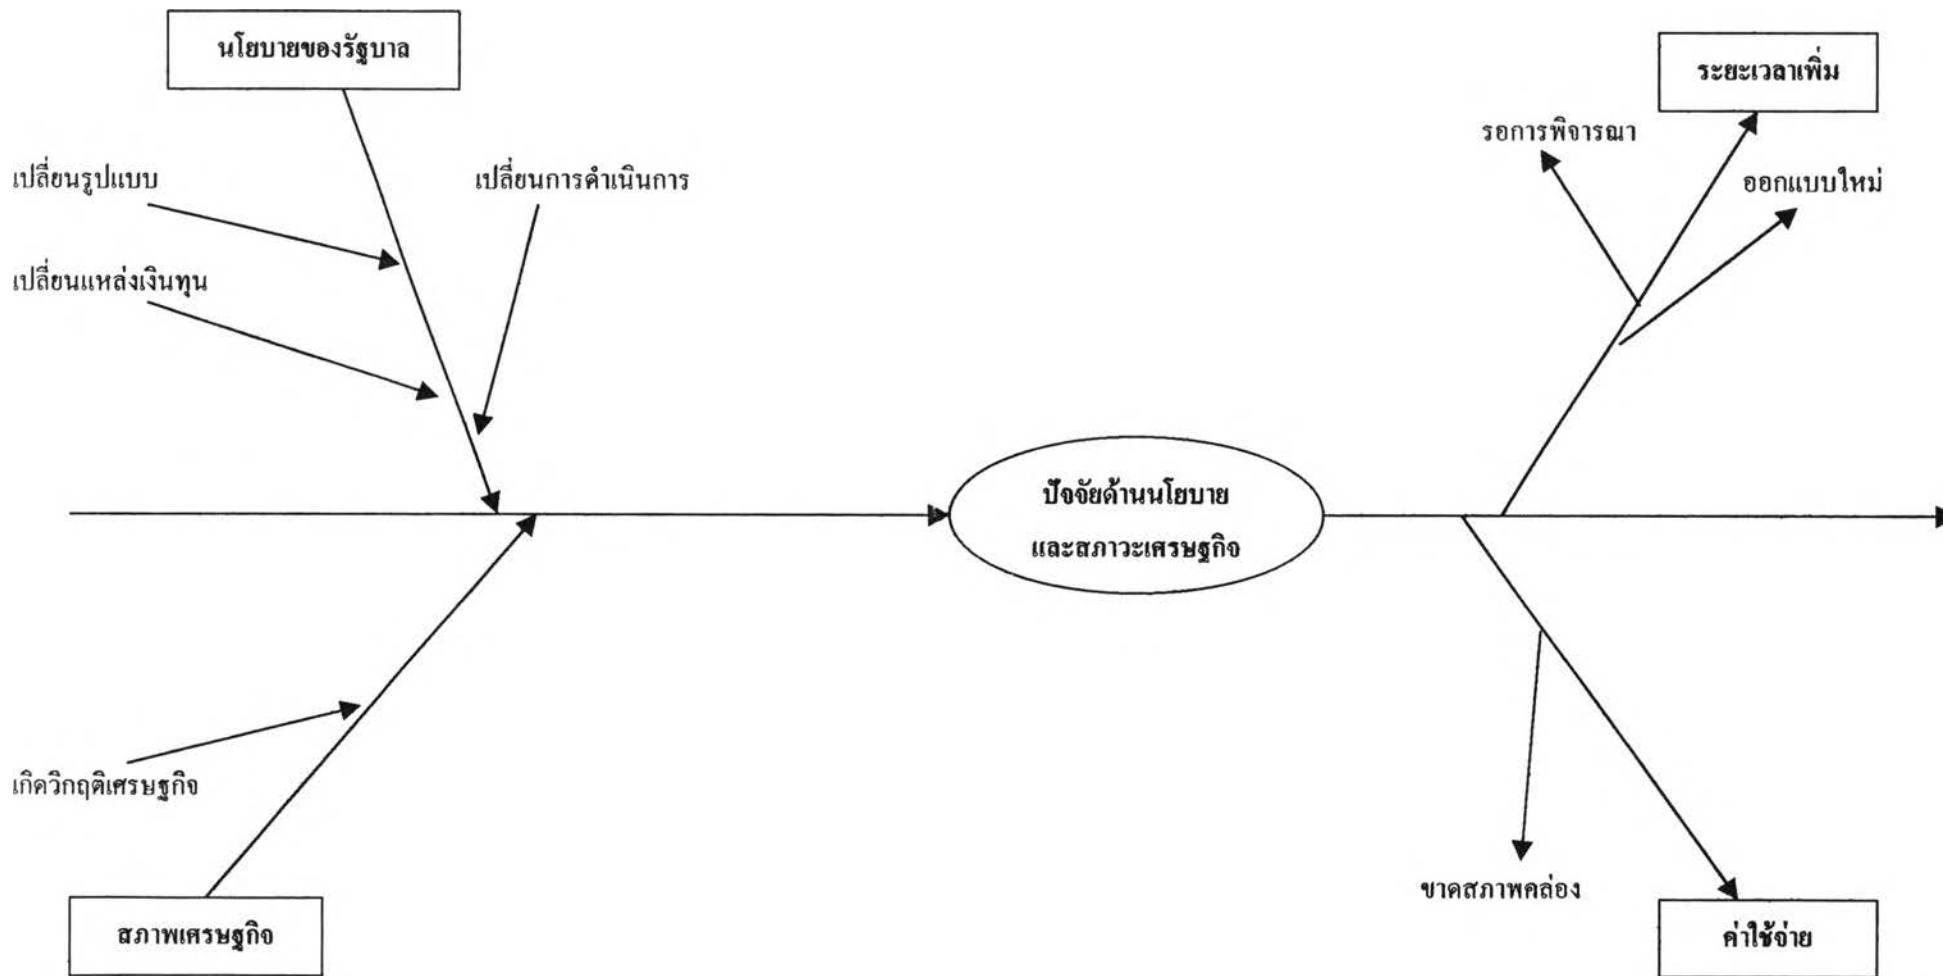 นโยบายของรัฐบาล
ระยะเวลาเพิ่ม
รอการพิจารณา
เปลี่ยนรูปแบบ
เปลี่ยนการดำเนินการ
ออกแบบใหม่
เปลี่ยนแหล่งเงินทุน
ปัจจัยด้านนโยบาย
และสภาวะเศรษฐกิจ
เกิดวิกฤติเศรษฐกิจ
ขาดสภาพคล่อง
สภาพเศรษฐกิจ
ค่าใช้จ่าย